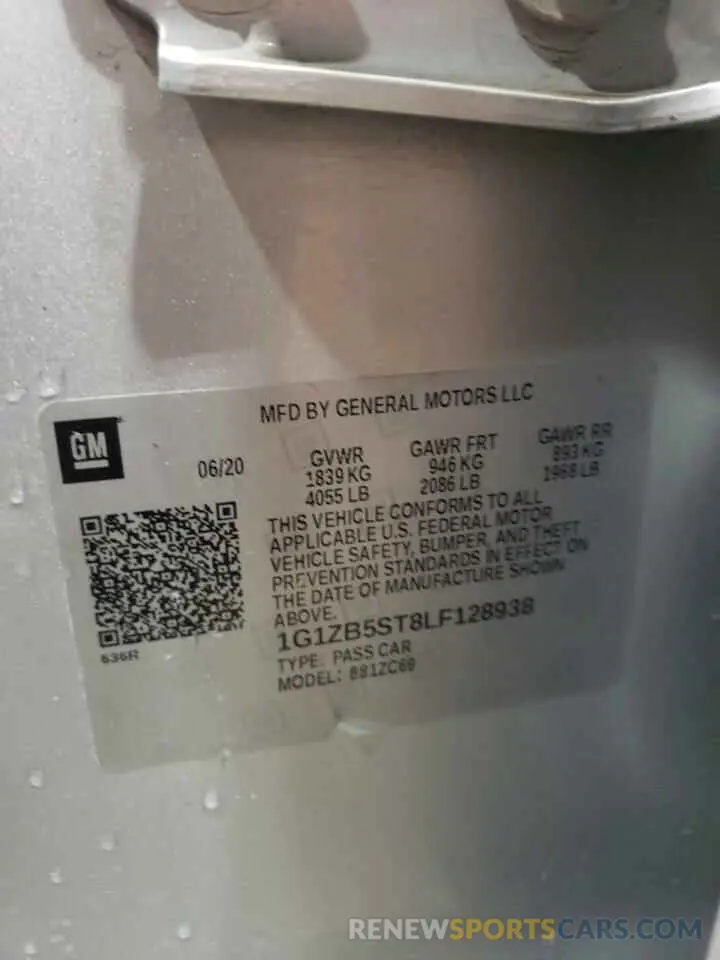 MFD BY GENERAL MOTORS LLC
GM
06/20
GVWR GAWR FRT GAWR RR
1839 KG 946 KG 893 KG
4055 LB 2086 LB 1968 LB
THIS VEHICLE CONFORMS TO ALL
APPLICABLE U.S. FEDERAL MOTOR
VEHICLE SAFETY, BUMPER, AND THEFT
PREVENTION STANDARDS IN EFFECT ON
THE DATE OF MANUFACTURE SHOWN
ABOVE.
1G1ZB5ST8LF128938
636R
TYPE: PASS CAR
MODEL:
RENEWSPORTSCARS.COM